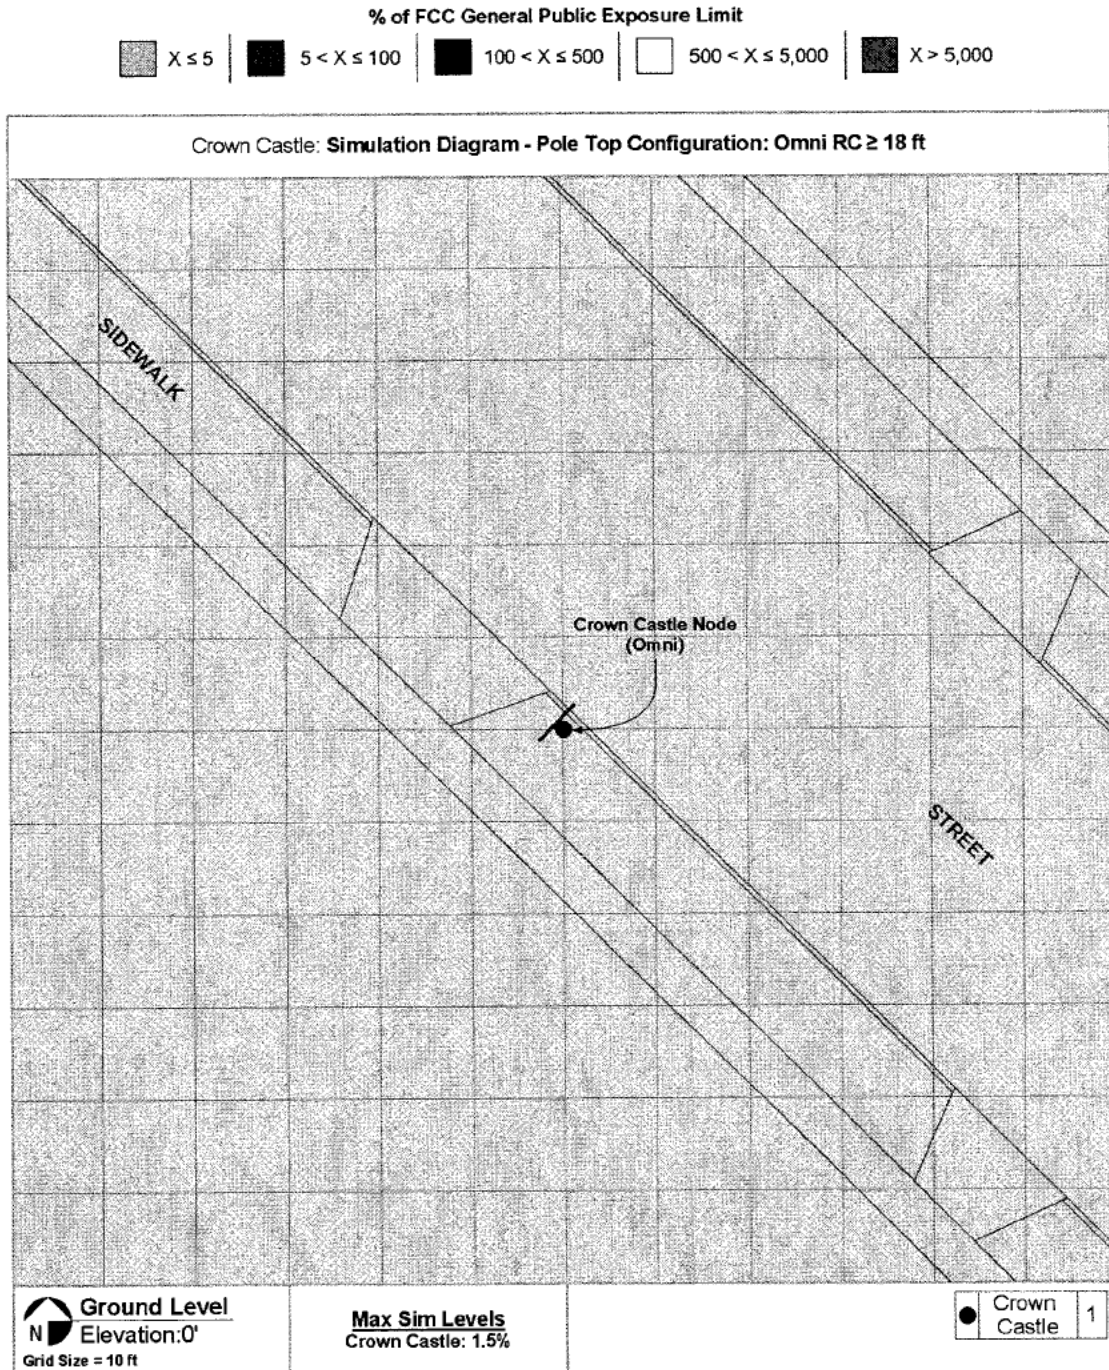 % of FCC General Public Exposure Limit
X ≤ 5
5 < X ≤ 100
100 < X ≤ 500
500 < X ≤ 5,000
X > 5,000
Crown Castle: Simulation Diagram - Pole Top Configuration: Omni RC ≥ 18 ft
SIDEWALK
Crown Castle Node
(Omni)
STREET
N
Ground Level
Elevation:0'
Grid Size = 10 ft
Max Sim Levels
Crown Castle: 1.5%
Crown
Castle
1